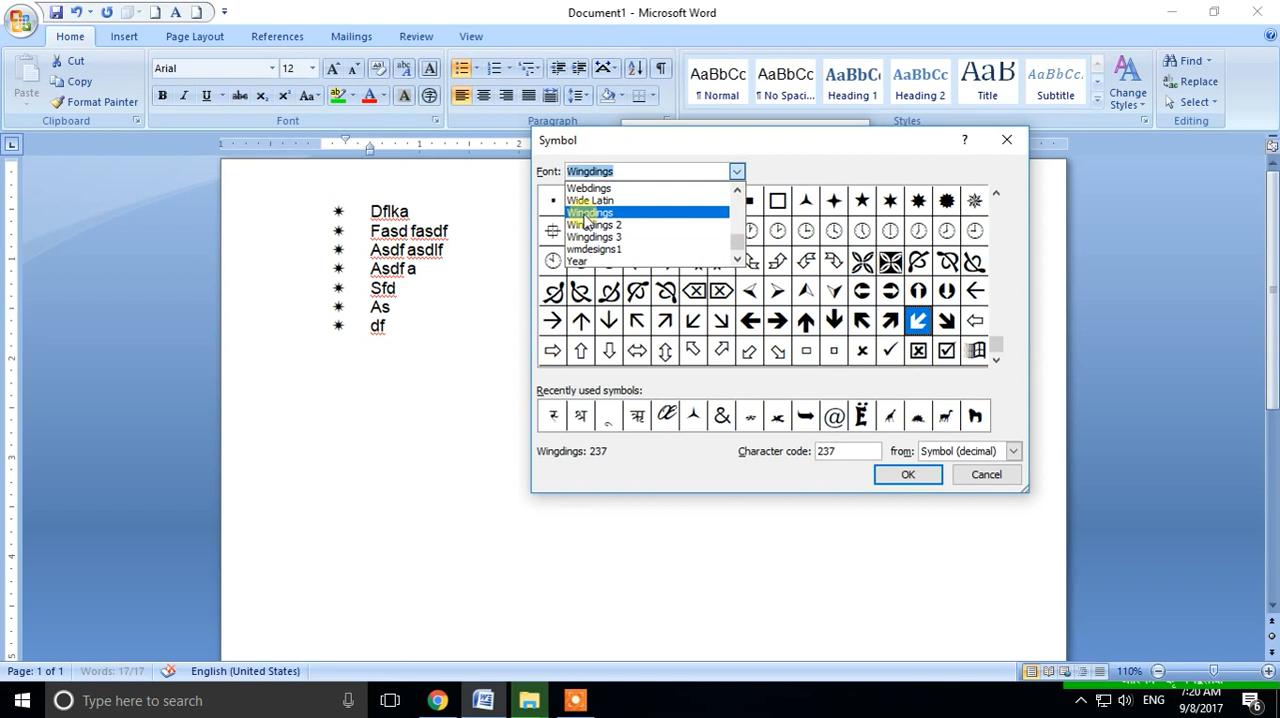 Document1 - Microsoft Word
Home Insert Page Layout References Mailings Review View
Paste
Cut
Copy
Format Painter
Clipboard
Arial 12
Font
Paragraph
AaBbCc AaBbCc AaBbCc AaBbCc AaB AaBbCc
¶ Normal ¶ No Spaci... Heading 1 Heading 2 Title Subtitle
Change
Styles
Styles
Find
Replace
Select
Editing
Symbol
Font: Wingdings
Webdings
Wide Latin
Wingdings
Wingdings 2
Wingdings 3
wmdesigns1
Year
Recently used symbols:
Wingdings: 237
Character code: 237 from: Symbol (decimal)
OK Cancel
Dflka
Fasd fasdf
Asdf asdlf
Asdf a
Sfd
As
df
Page: 1 of 1 Words: 17/17 English (United States) 110%
Type here to search
ENG
7:20 AM
9/8/2017
6